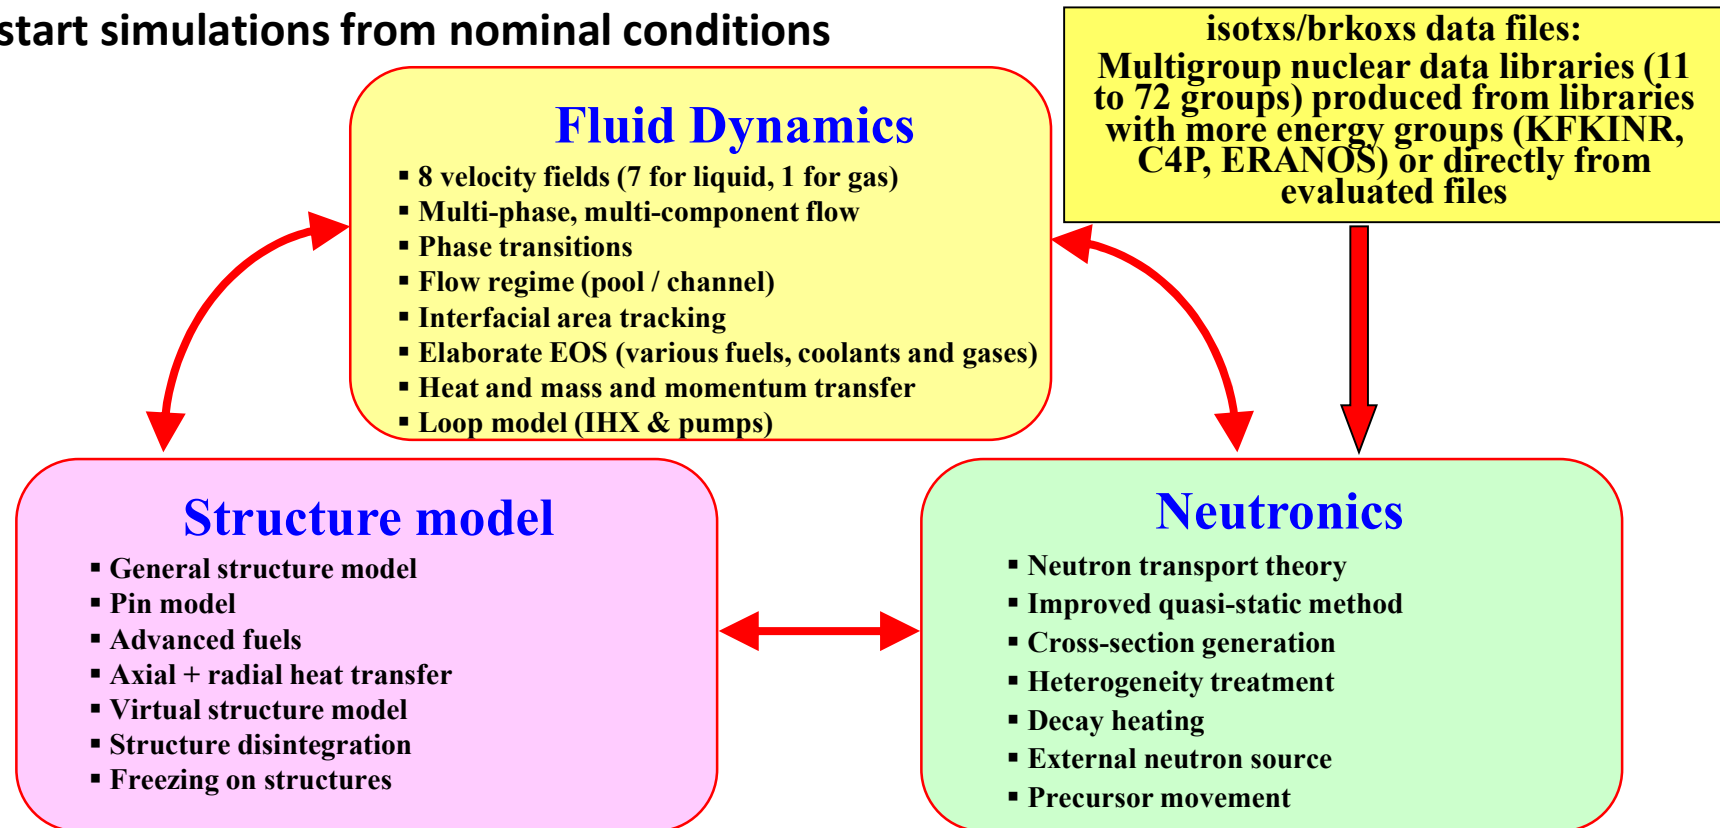 start simulations from nominal conditions
isotxs/brkoxs data files:
Multigroup nuclear data libraries (11
to 72 groups) produced from libraries
with more energy groups (KFKINR,
C4P, ERANOS) or directly from
evaluated files
Fluid Dynamics
▪ 8 velocity fields (7 for liquid, 1 for gas)
▪ Multi-phase, multi-component flow
▪ Phase transitions
▪ Flow regime (pool / channel)
▪ Interfacial area tracking
▪ Elaborate EOS (various fuels, coolants and gases)
▪ Heat and mass and momentum transfer
▪ Loop model (IHX & pumps)
Structure model
▪ General structure model
▪ Pin model
▪ Advanced fuels
▪ Axial + radial heat transfer
▪ Virtual structure model
▪ Structure disintegration
▪ Freezing on structures
Neutronics
▪ Neutron transport theory
▪ Improved quasi-static method
▪ Cross-section generation
▪ Heterogeneity treatment
▪ Decay heating
▪ External neutron source
▪ Precursor movement